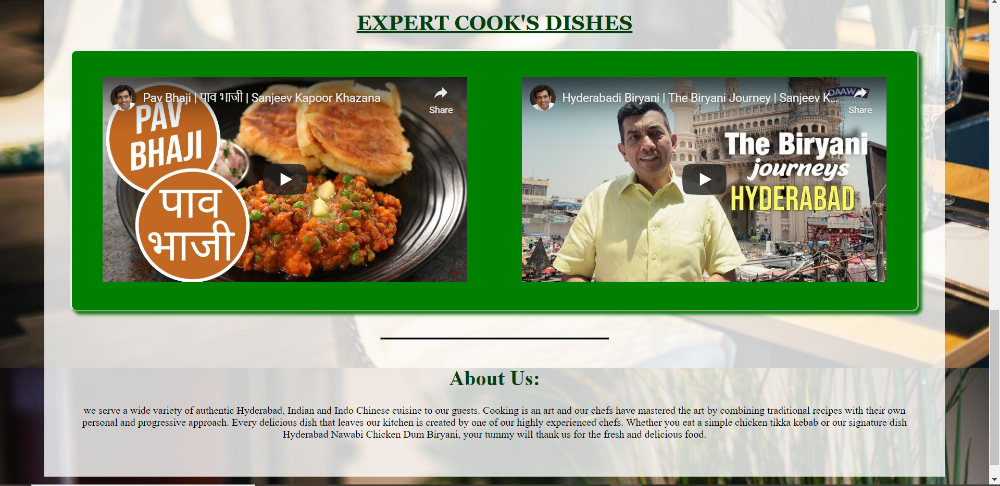 EXPERT COOK'S DISHES
Pav Bhaji | पाव भाजी | Sanjeev Kapoor Khazana
Share
PAV
BHAJI
पाव
भाजी
Hyderabadi Biryani | The Biryani Journey | Sanjeev K...
Share
DAAWAT
The Biryani
journeys
HYDERABAD
About Us:
we serve a wide variety of authentic Hyderabad, Indian and Indo Chinese cuisine to our guests. Cooking is an art and our chefs have mastered the art by combining traditional recipes with their own
personal and progressive approach. Every delicious dish that leaves our kitchen is created by one of our highly experienced chefs. Whether you eat a simple chicken tikka kebab or our signature dish
Hyderabad Nawabi Chicken Dum Biryani, your tummy will thank us for the fresh and delicious food.